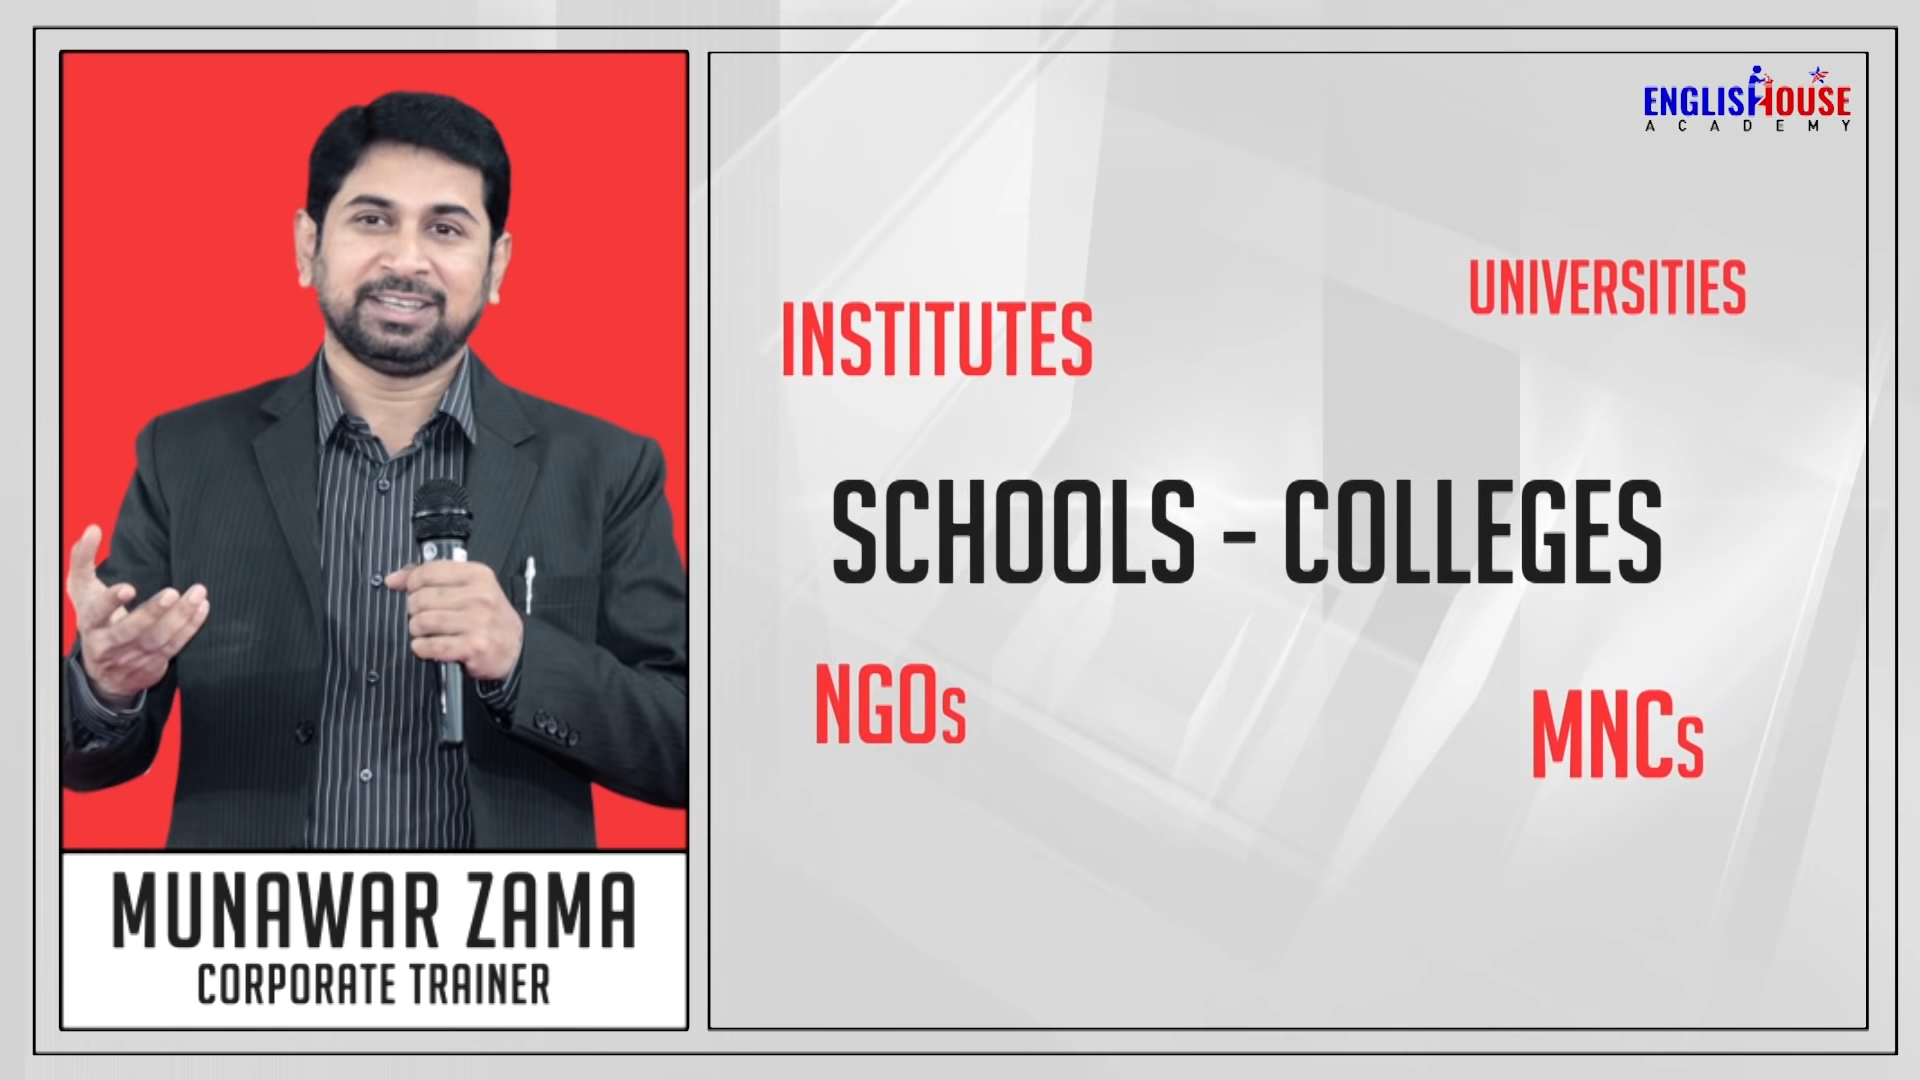 ENGLISHOUSE
ACADEMY
UNIVERSITIES
INSTITUTES
SCHOOLS - COLLEGES
NGOs
MNCs
MUNAWAR ZAMA
CORPORATE TRAINER